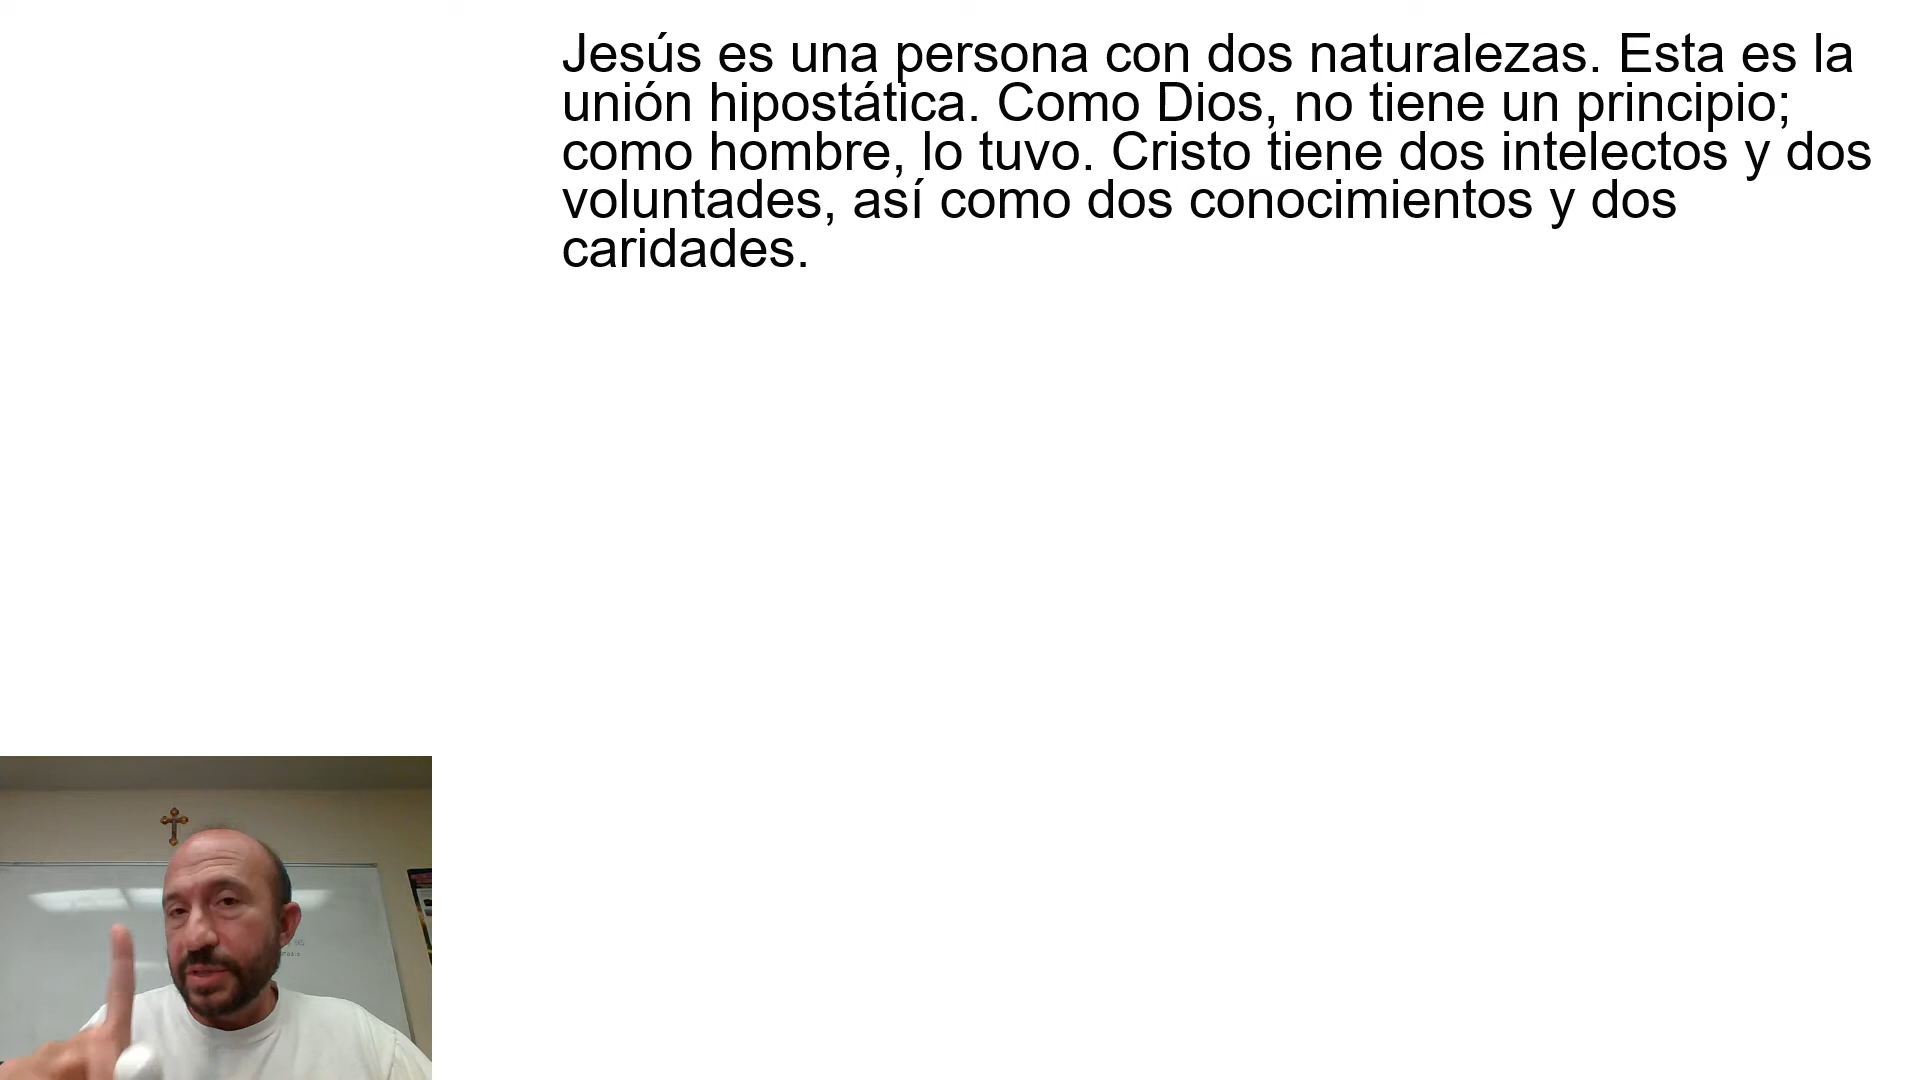 Jesús es una persona con dos naturalezas. Esta es la
unión hipostática. Como Dios, no tiene un principio;
como hombre, lo tuvo. Cristo tiene dos intelectos y dos
voluntades, así como dos conocimientos y dos
caridades.